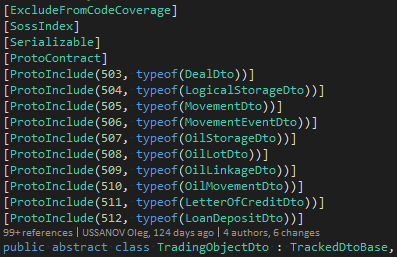 [ExcludeFromCodeCoverage]
[SossIndex]
[Serializable]
[ProtoContract]
[ProtoInclude(503, typeof(DealDto))]
[ProtoInclude(504, typeof(LogicalStorageDto))]
[ProtoInclude(505, typeof(MovementDto))]
[ProtoInclude(506, typeof(MovementEventDto))]
[ProtoInclude(507, typeof(OilStorageDto))]
[ProtoInclude(508, typeof(OilLotDto))]
[ProtoInclude(509, typeof(OilLinkageDto))]
[ProtoInclude(510, typeof(OilMovementDto))]
[ProtoInclude(511, typeof(LetterOfCreditDto))]
[ProtoInclude(512, typeof(LoanDepositDto))]
99+ references | USSANOV Oleg, 124 days ago | 4 authors, 6 changes
public abstract class TradingObjectDto : TrackedDtoBase,